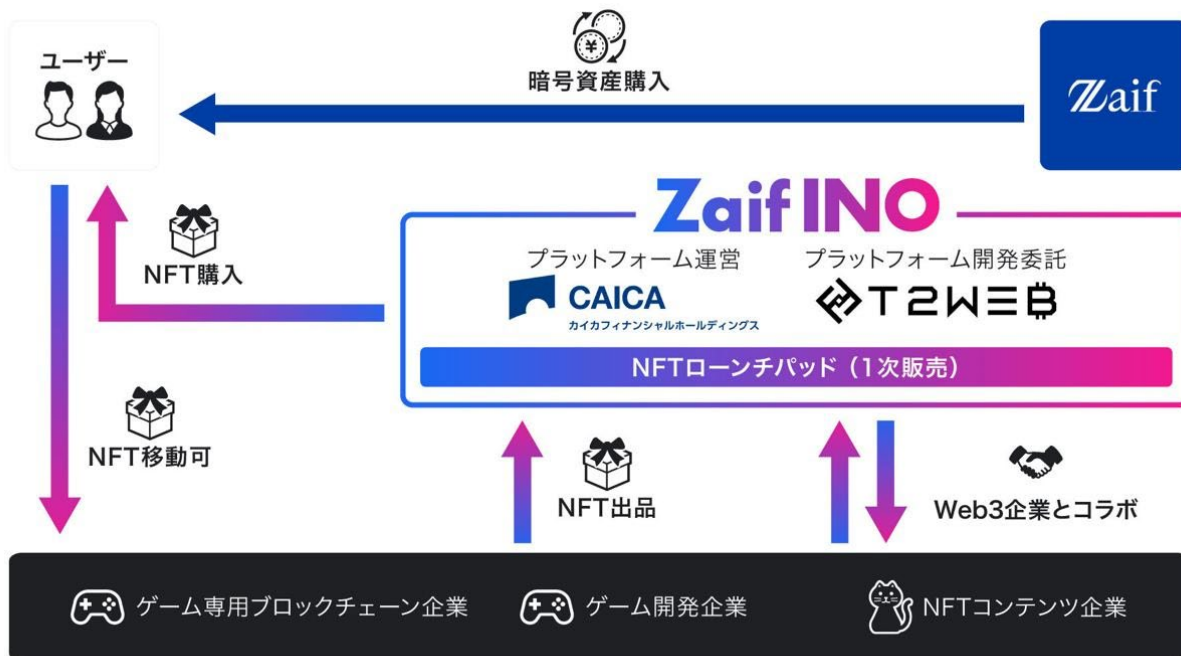 ユーザー
暗号資産購入
Zaif
Zaif INO
プラットフォーム運営
プラットフォーム開発委託
CAICA
カイカフィナンシャルホールディングス
T2WEB
NFTローンチパッド（1次販売）
NFT購入
NFT移動可
NFT出品
Web3企業とコラボ
ゲーム専用ブロックチェーン企業
ゲーム開発企業
NFTコンテンツ企業